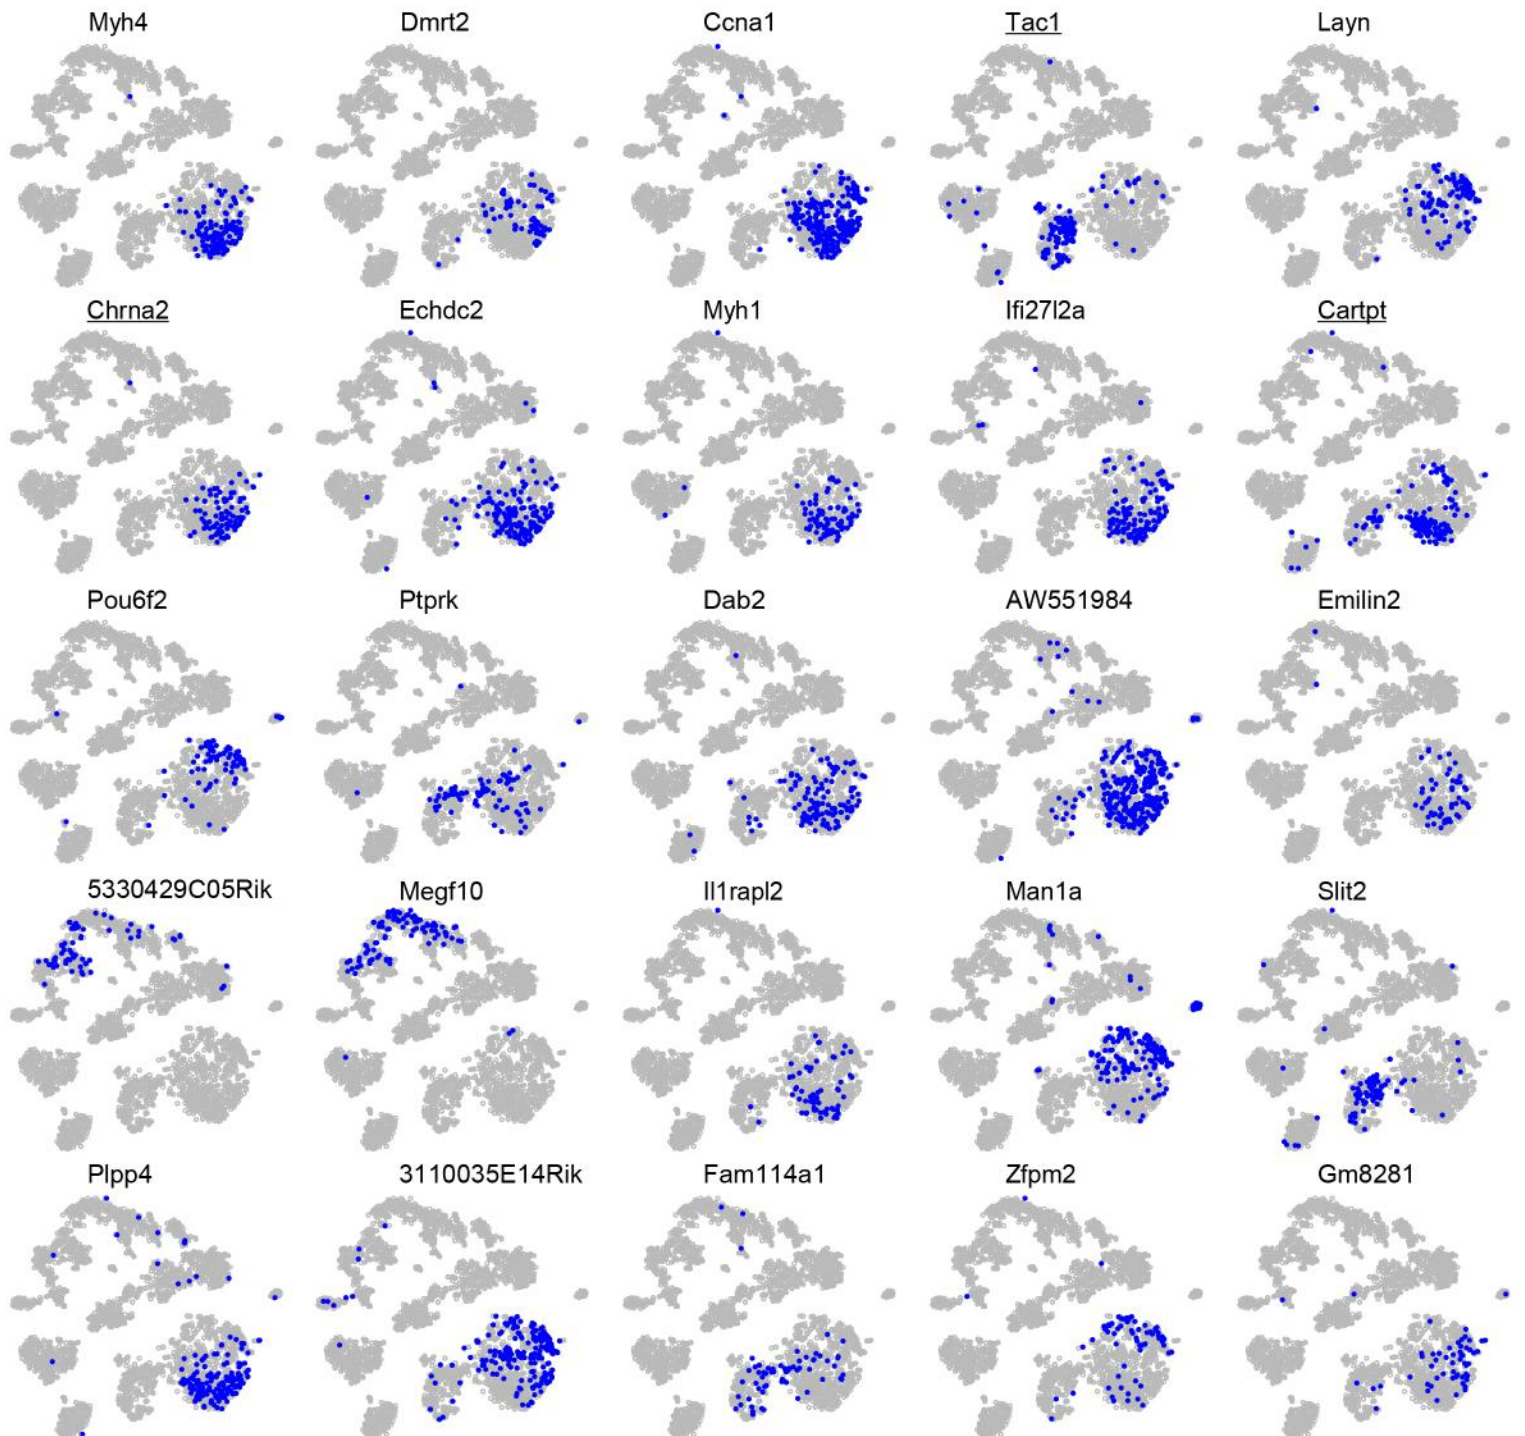 Myh4 Dmrt2 Ccna1 Tac1 Layn
Chrna2 Echdc2 Myh1 Ifi27l2a Cartpt
Pou6f2 Ptprk Dab2 AW551984 Emilin2
5330429C05Rik Megf10 Il1rapl2 Man1a Slit2
Plpp4 3110035E14Rik Fam114a1 Zfpm2 Gm8281